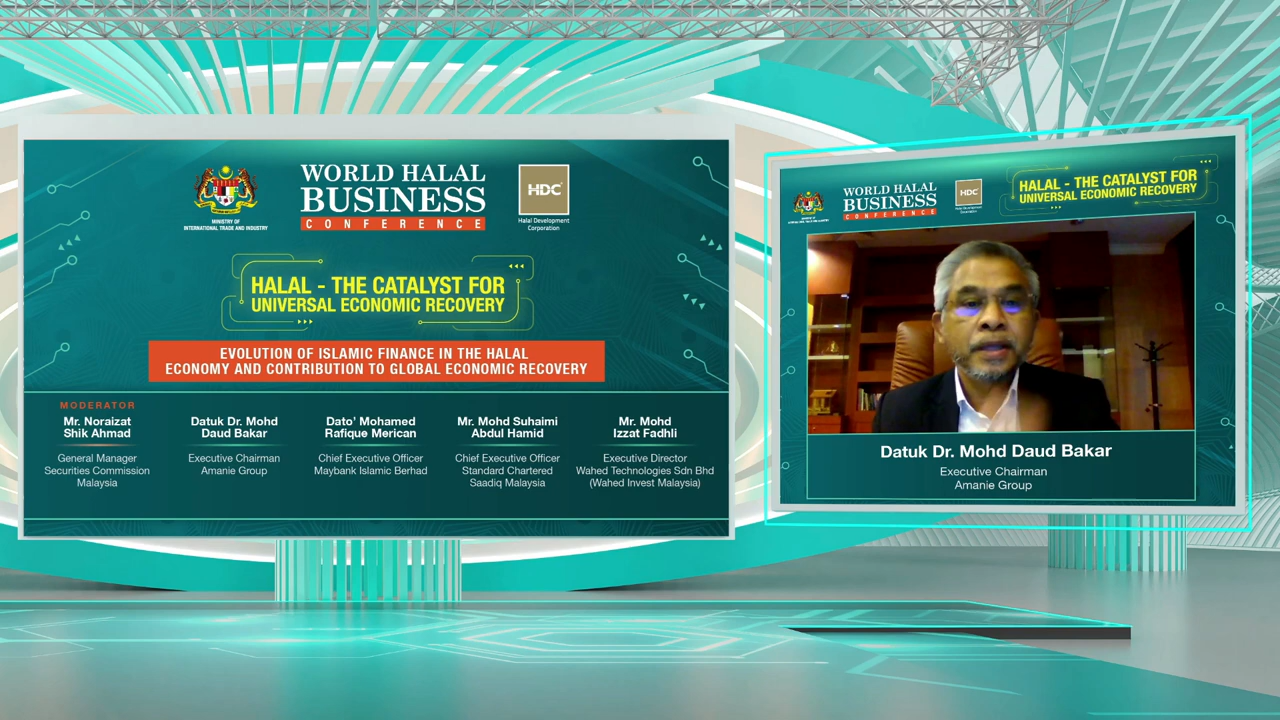 MINISTRY OF
INTERNATIONAL TRADE AND INDUSTRY
WORLD HALAL
BUSINESS
CONFERENCE
HDC
Halal Development
Corporation
HALAL - THE CATALYST FOR
UNIVERSAL ECONOMIC RECOVERY
EVOLUTION OF ISLAMIC FINANCE IN THE HALAL
ECONOMY AND CONTRIBUTION TO GLOBAL ECONOMIC RECOVERY
MODERATOR
Mr. Noraizat
Shik Ahmad
General Manager
Securities Commission
Malaysia
Datuk Dr. Mohd
Daud Bakar
Executive Chairman
Amanie Group
Dato' Mohamed
Rafique Merican
Chief Executive Officer
Maybank Islamic Berhad
Mr. Mohd Suhaimi
Abdul Hamid
Chief Executive Officer
Standard Chartered
Saadiq Malaysia
Mr. Mohd
Izzat Fadhli
Executive Director
Wahed Technologies Sdn Bhd
(Wahed Invest Malaysia)
WORLD HALAL
BUSINESS
CONFERENCE
HDC
Halal Development
Corporation
HALAL - THE CATALYST FOR
UNIVERSAL ECONOMIC RECOVERY
Datuk Dr. Mohd Daud Bakar
Executive Chairman
Amanie Group